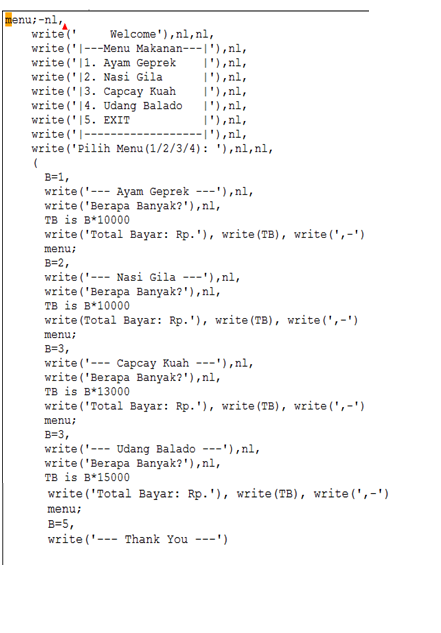 menu;-nl,
write('     Welcome'),nl,nl,
write('|---Menu Makanan---|'),nl,
write('|1. Ayam Geprek    |'),nl,
write('|2. Nasi Gila      |'),nl,
write('|3. Capcay Kuah    |'),nl,
write('|4. Udang Balado   |'),nl,
write('|5. EXIT           |'),nl,
write('|------------------|'),nl,
write('Pilih Menu(1/2/3/4): '),nl,nl,
(
B=1,
write('--- Ayam Geprek ---'),nl,
write('Berapa Banyak?'),nl,
TB is B*10000
write('Total Bayar: Rp.'), write(TB), write(',-')
menu;
B=2,
write('--- Nasi Gila ---'),nl,
write('Berapa Banyak?'),nl,
TB is B*10000
write(Total Bayar: Rp.'), write(TB), write(',-')
menu;
B=3,
write('--- Capcay Kuah ---'),nl,
write('Berapa Banyak?'),nl,
TB is B*13000
write('Total Bayar: Rp.'), write(TB), write(',-')
menu;
B=3,
write('--- Udang Balado ---'),nl,
write('Berapa Banyak?'),nl,
TB is B*15000
write('Total Bayar: Rp.'), write(TB), write(',-')
menu;
B=5,
write('--- Thank You ---')